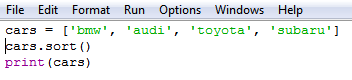 File Edit Format Run Options Windows Help
cars = ['bmw', 'audi', 'toyota', 'subaru']
cars.sort()
print(cars)